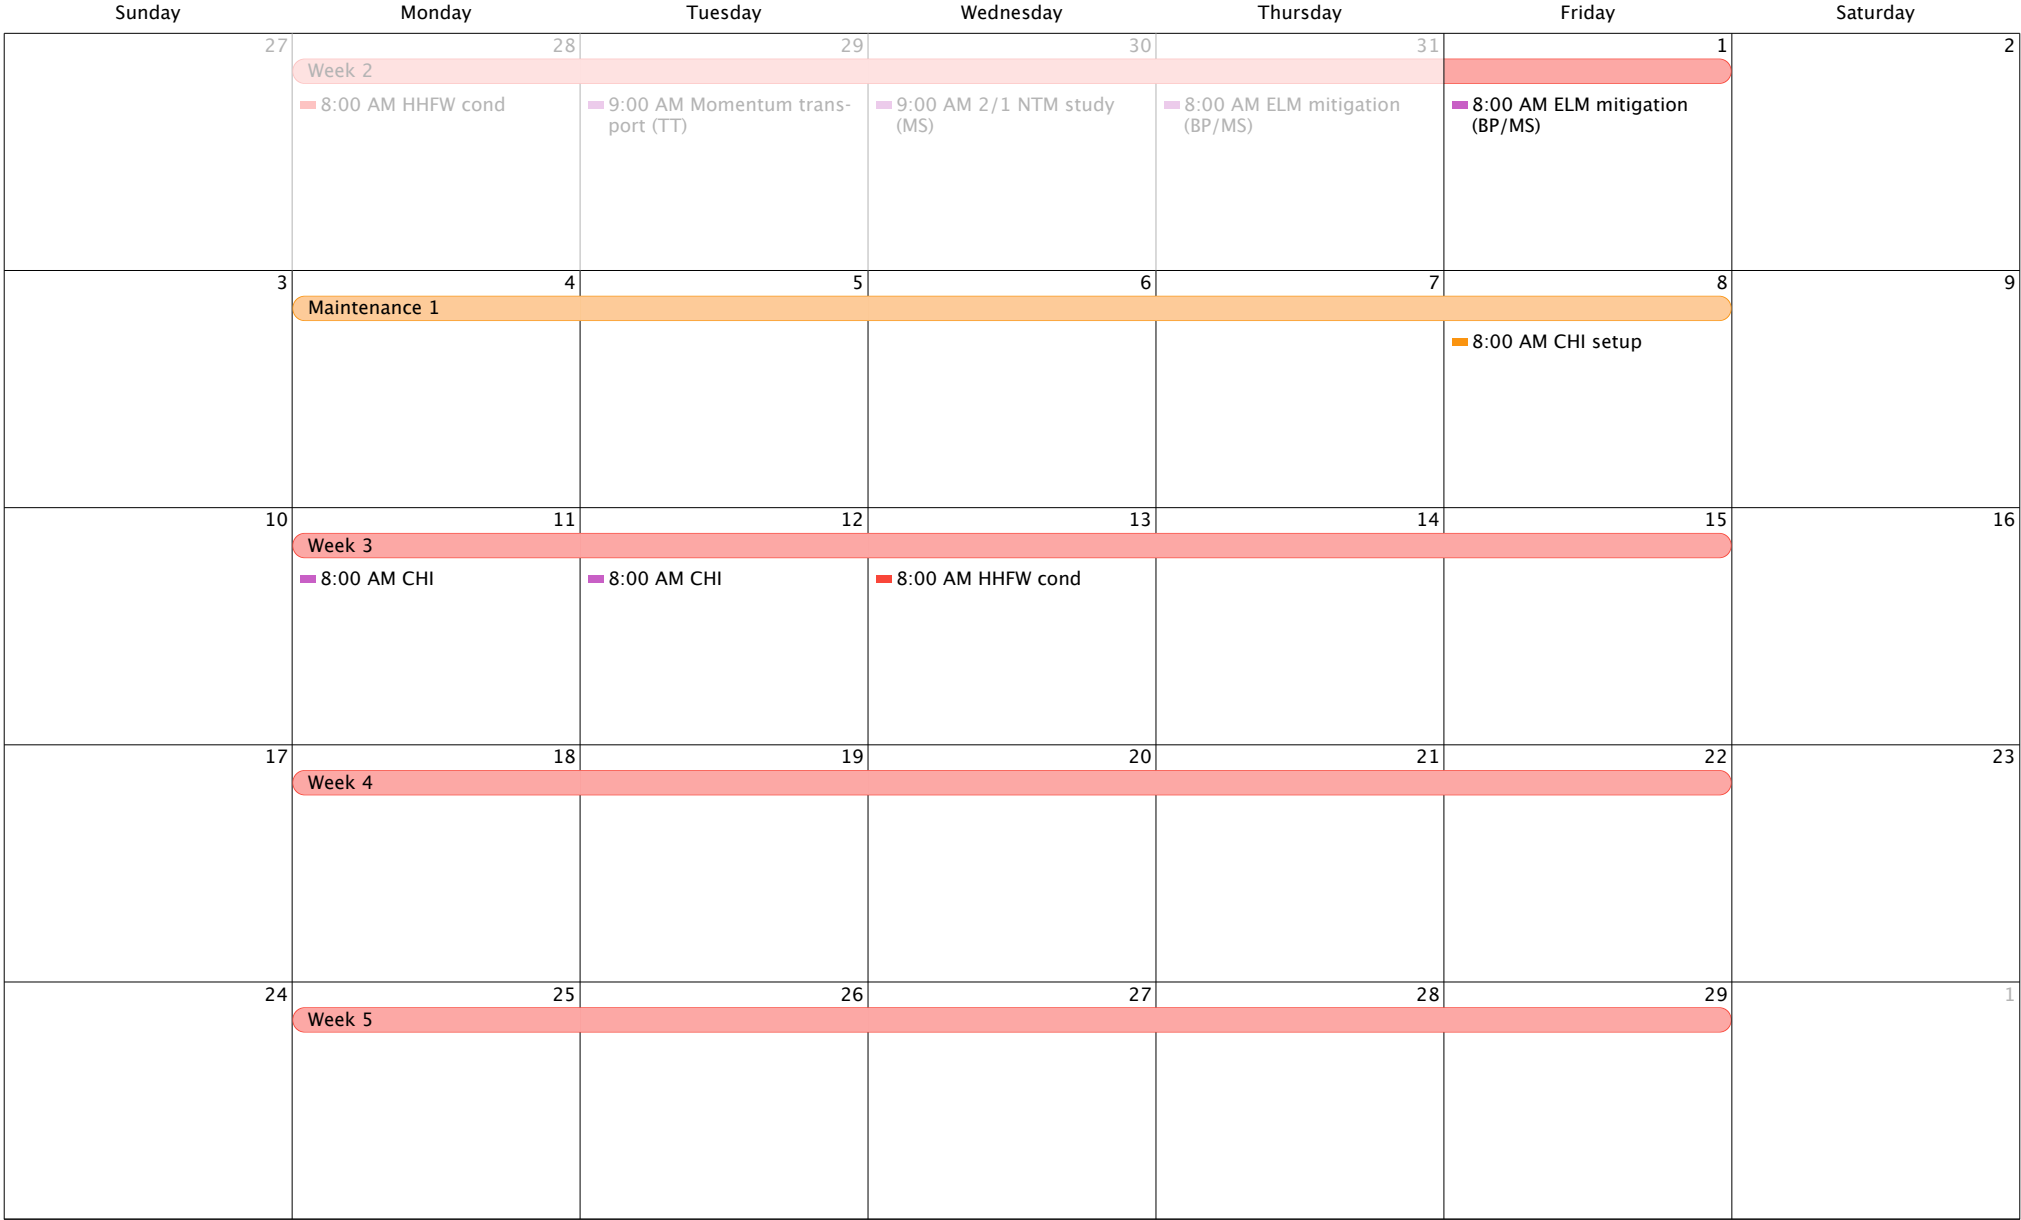 Sunday Monday Tuesday Wednesday Thursday Friday Saturday
27 28 29 30 31 1 2
Week 2
8:00 AM HHFW cond 9:00 AM Momentum trans- 9:00 AM 2/1 NTM study 8:00 AM ELM mitigation 8:00 AM ELM mitigation
port (TT) (MS) (BP/MS) (BP/MS)
3 4 5 6 7 8 9
Maintenance 1
8:00 AM CHI setup
10 11 12 13 14 15 16
Week 3
8:00 AM CHI 8:00 AM CHI 8:00 AM HHFW cond
17 18 19 20 21 22 23
Week 4
24 25 26 27 28 29 1
Week 5